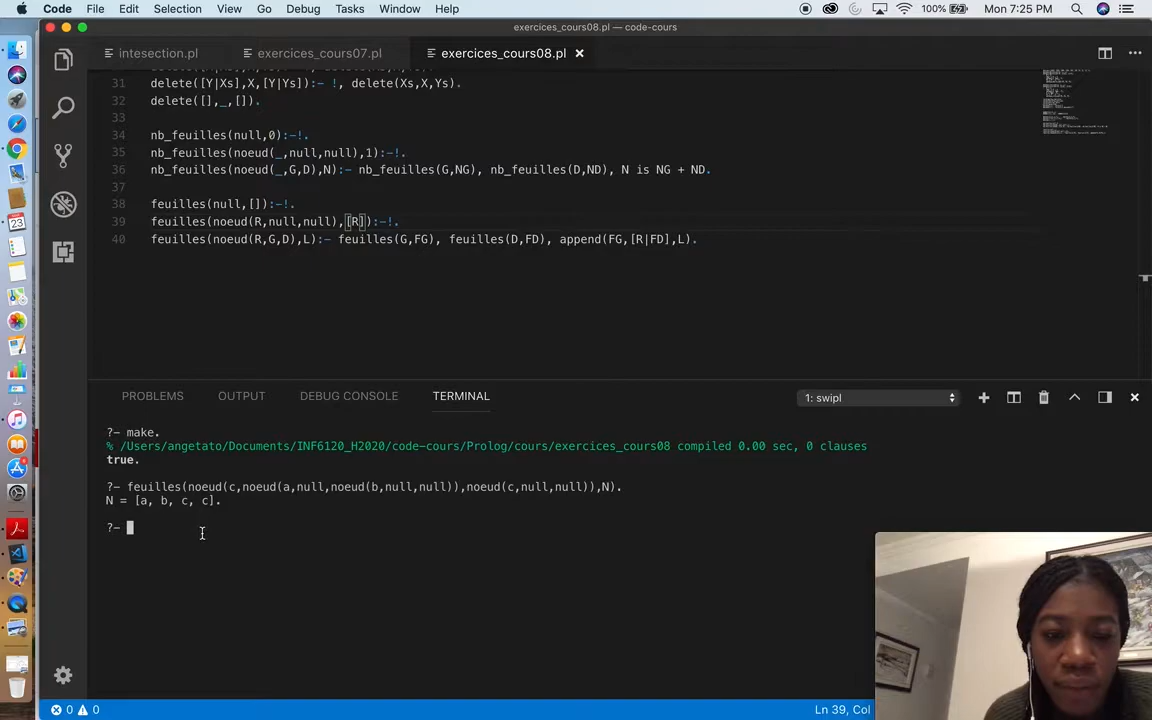 Code File Edit Selection View Go Debug Tasks Window Help 100% Mon 7:25 PM
exercices_cours08.pl — code-cours
intesection.pl exercices_cours07.pl exercices_cours08.pl
31 delete([Y|Xs],X,[Y|Ys]):- !, delete(Xs,X,Ys).
32 delete([],_,[]).
33
34 nb_feuilles(null,0):-!.
35 nb_feuilles(noeud(_,null,null),1):-!.
36 nb_feuilles(noeud(_,G,D),N):- nb_feuilles(G,NG), nb_feuilles(D,ND), N is NG + ND.
37
38 feuilles(null,[]):-!.
39 feuilles(noeud(R,null,null),[R]):-!.
40 feuilles(noeud(R,G,D),L):- feuilles(G,FG), feuilles(D,FD), append(FG,[R|FD],L).
PROBLEMS OUTPUT DEBUG CONSOLE TERMINAL 1: swipl
?- make.
% /Users/angetato/Documents/INF6120_H2020/code-cours/Prolog/cours/exercices_cours08 compiled 0.00 sec, 0 clauses
true.
?- feuilles(noeud(c,noeud(a,null,noeud(b,null,null)),noeud(c,null,null)),N).
N = [a, b, c, c].
?-
0 0 Ln 39, Col